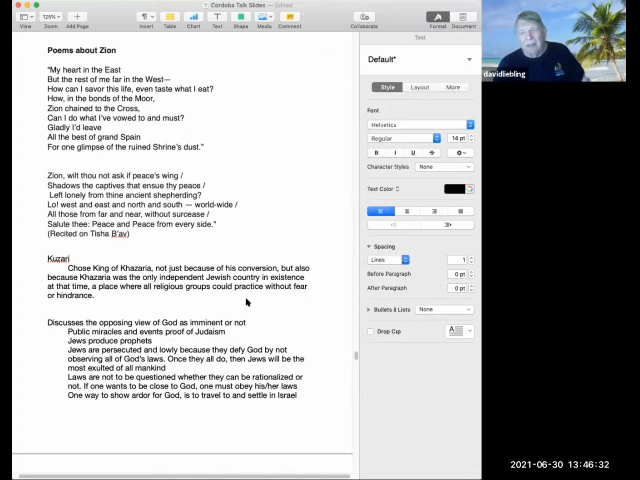 Cordoba Talk Slides — Edited
125%
View
Zoom
Add Page
Insert
Table
Chart
Text
Shape
Media
Comment
Collaborate
Format
Document
Poems about Zion
“My heart in the East
But the rest of me far in the West—
How can I savor this life, even taste what I eat?
How, in the bonds of the Moor,
Zion chained to the Cross,
Can I do what I've vowed to and must?
Gladly I'd leave
All the best of grand Spain
For one glimpse of the ruined Shrine's dust.”
Zion, wilt thou not ask if peace's wing /
Shadows the captives that ensue thy peace /
Left lonely from thine ancient shepherding?
Lo! west and east and north and south — world-wide /
All those from far and near, without surcease /
Salute thee: Peace and Peace from every side.”
(Recited on Tisha B'av)
Kuzari
Chose King of Khazaria, not just because of his conversion, but also
because Khazaria was the only independent Jewish country in existence
at that time, a place where all religious groups could practice without fear
or hindrance.
Discusses the opposing view of God as imminent or not
Public miracles and events proof of Judaism
Jews produce prophets
Jews are persecuted and lowly because they defy God by not
observing all of God's laws. Once they all do, then Jews will be the
most exulted of all mankind
Laws are not to be questioned whether they can be rationalized or
not. If one wants to be close to God, one must obey his/her laws
One way to show ardor for God, is to travel to and settle in Israel
Text
Default*
Style
Layout
More
Font
Helvetica
Regular
14 pt
B
I
U
Character Styles
None
Text Color
Spacing
Lines
1
Before Paragraph
0 pt
After Paragraph
0 pt
Bullets & Lists
None
Drop Cap
davidliebling
2021-06-30 13:46:32